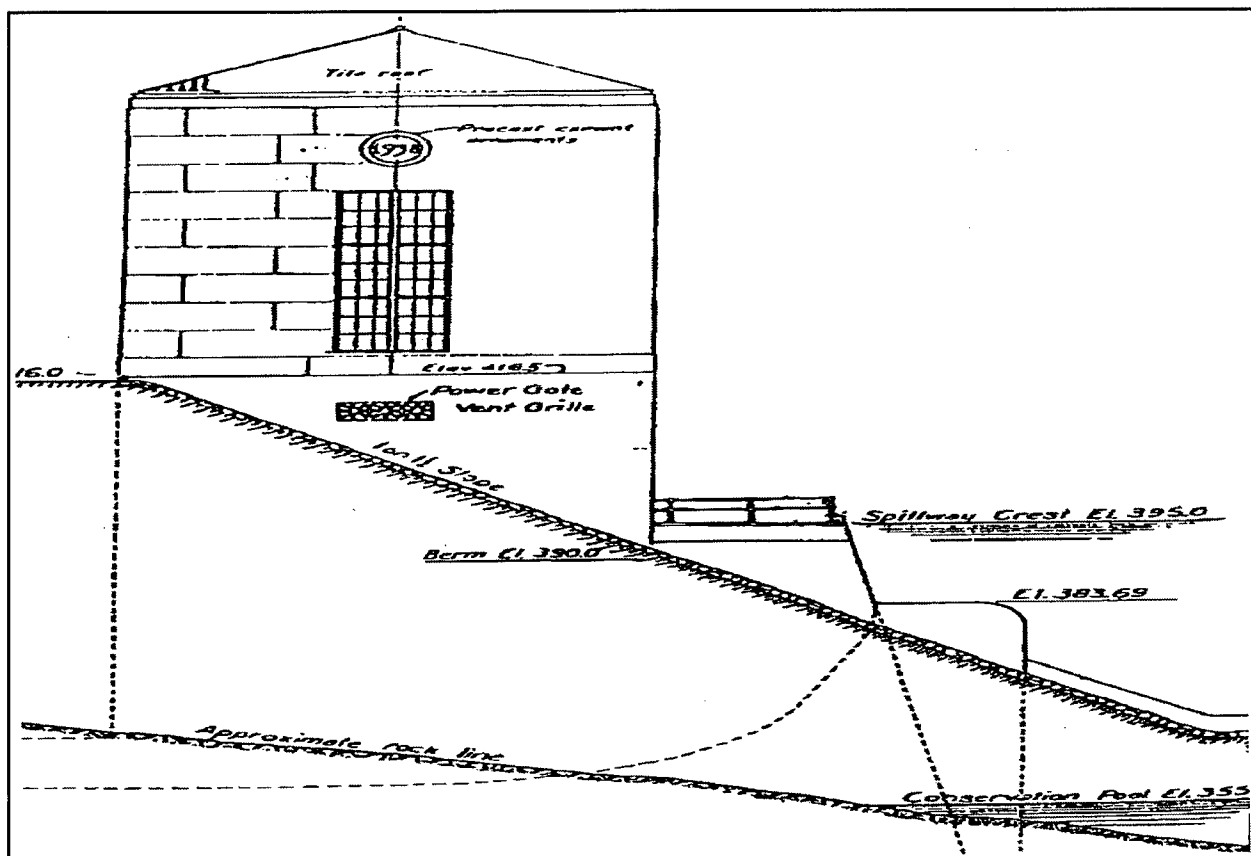 Tile roof
Precast cement
ornaments
16.0
Elev 416.5
Power Gate
Vent Grille
1 on 1½ Slope
Spillway Crest El. 395.0
Berm El. 390.0
El. 383.69
Approximate rock line
Conservation Pool El. 355